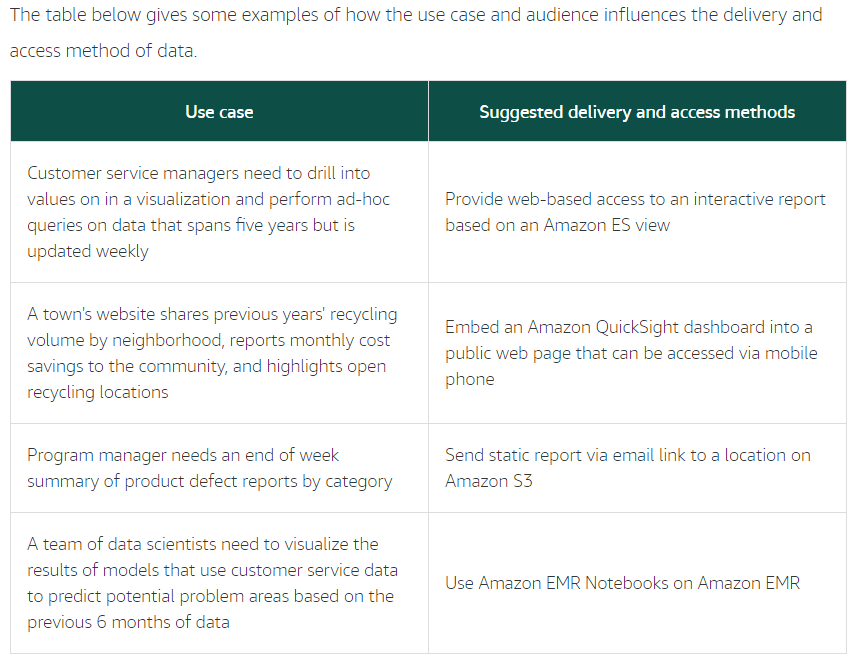 The table below gives some examples of how the use case and audience influences the delivery and
access method of data.
Use case
Suggested delivery and access methods
Customer service managers need to drill into
values on in a visualization and perform ad-hoc
queries on data that spans five years but is
updated weekly
Provide web-based access to an interactive report
based on an Amazon ES view
A town's website shares previous years' recycling
volume by neighborhood, reports monthly cost
savings to the community, and highlights open
recycling locations
Embed an Amazon QuickSight dashboard into a
public web page that can be accessed via mobile
phone
Program manager needs an end of week
summary of product defect reports by category
Send static report via email link to a location on
Amazon S3
A team of data scientists need to visualize the
results of models that use customer service data
to predict potential problem areas based on the
previous 6 months of data
Use Amazon EMR Notebooks on Amazon EMR